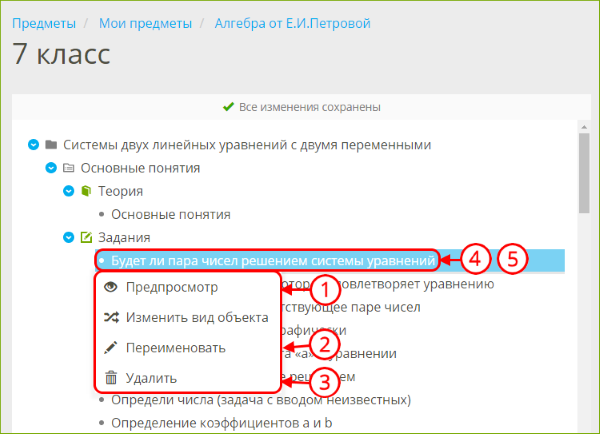 Предметы / Мои предметы / Алгебра от Е.И.Петровой
7 класс
Все изменения сохранены
Системы двух линейных уравнений с двумя переменными
Основные понятия
Теория
Основные понятия
Задания
Будет ли пара чисел решением системы уравнений 4 5
Предпросмотр 1 овлетворяет уравнению
Изменить вид объекта тствующее паре чисел
Переименовать 2 уравнении
Удалить 3
Определи числа (задача с вводом неизвестных)
Определение коэффициентов a и b